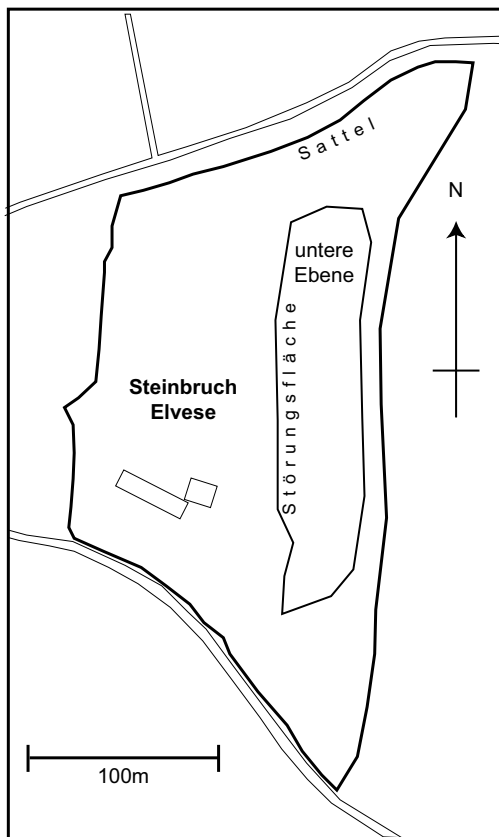 Sattel
N
untere
Ebene
Störungsfläche
Steinbruch
Elvese
100m